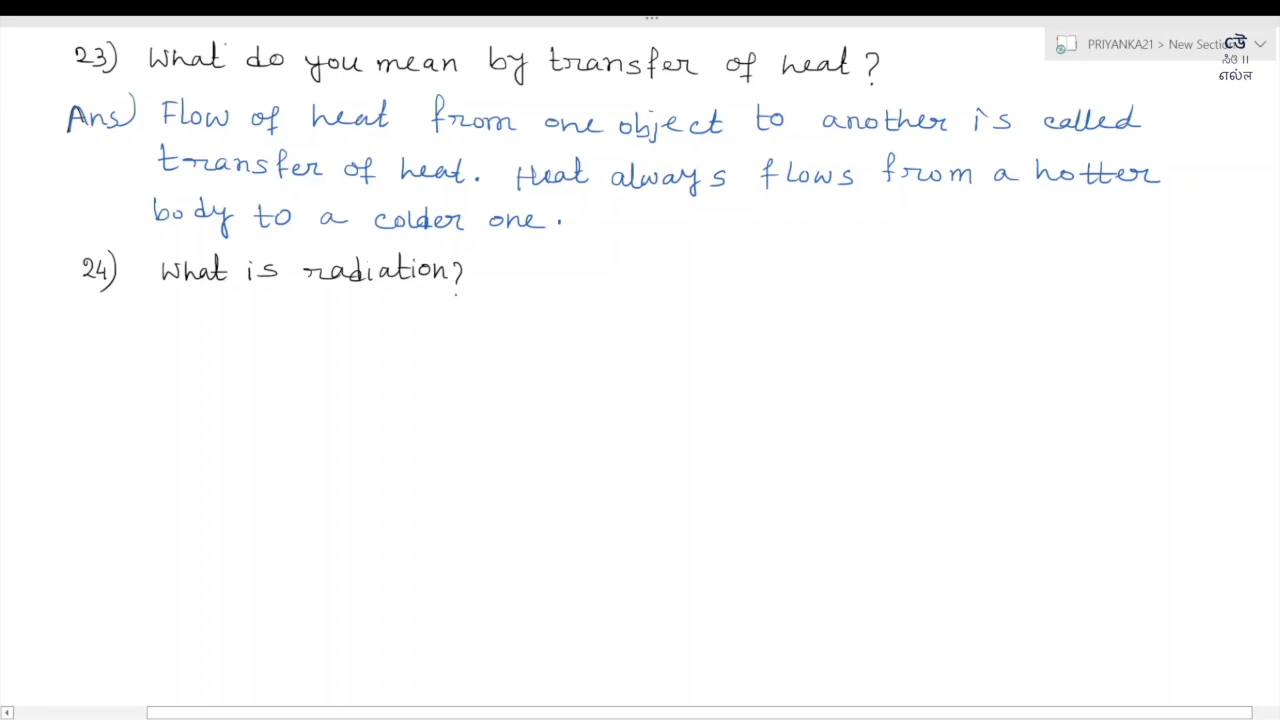 23) What do you mean by transfer of heat?
PRIYANKA21 > New Section
Ans) Flow of heat from one object to another is called
transfer of heat. Heat always flows from a hotter
body to a colder one.
24) What is radiation?